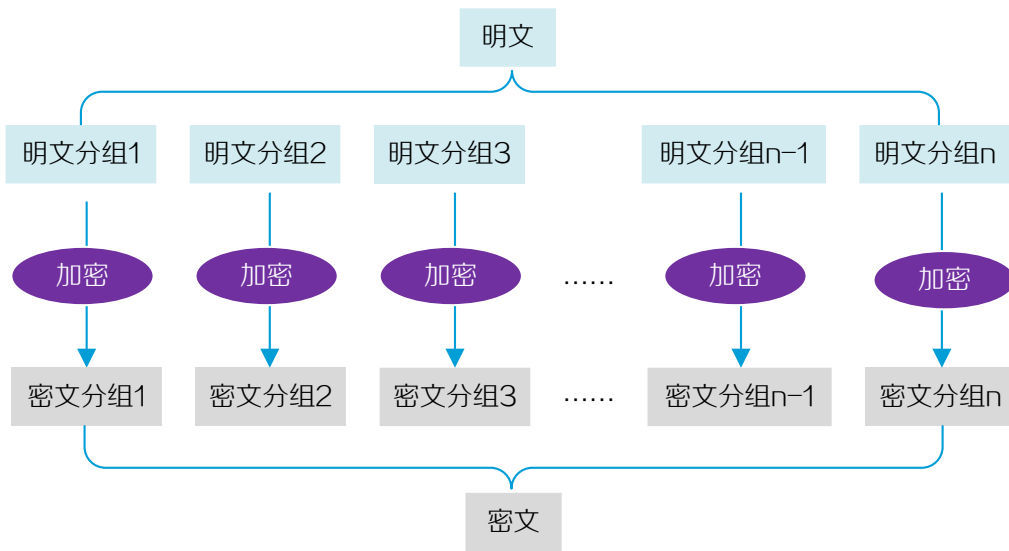 明文
明文分组1 明文分组2 明文分组3 明文分组n-1 明文分组n
加密 加密 加密 …… 加密 加密
密文分组1 密文分组2 密文分组3 …… 密文分组n-1 密文分组n
密文